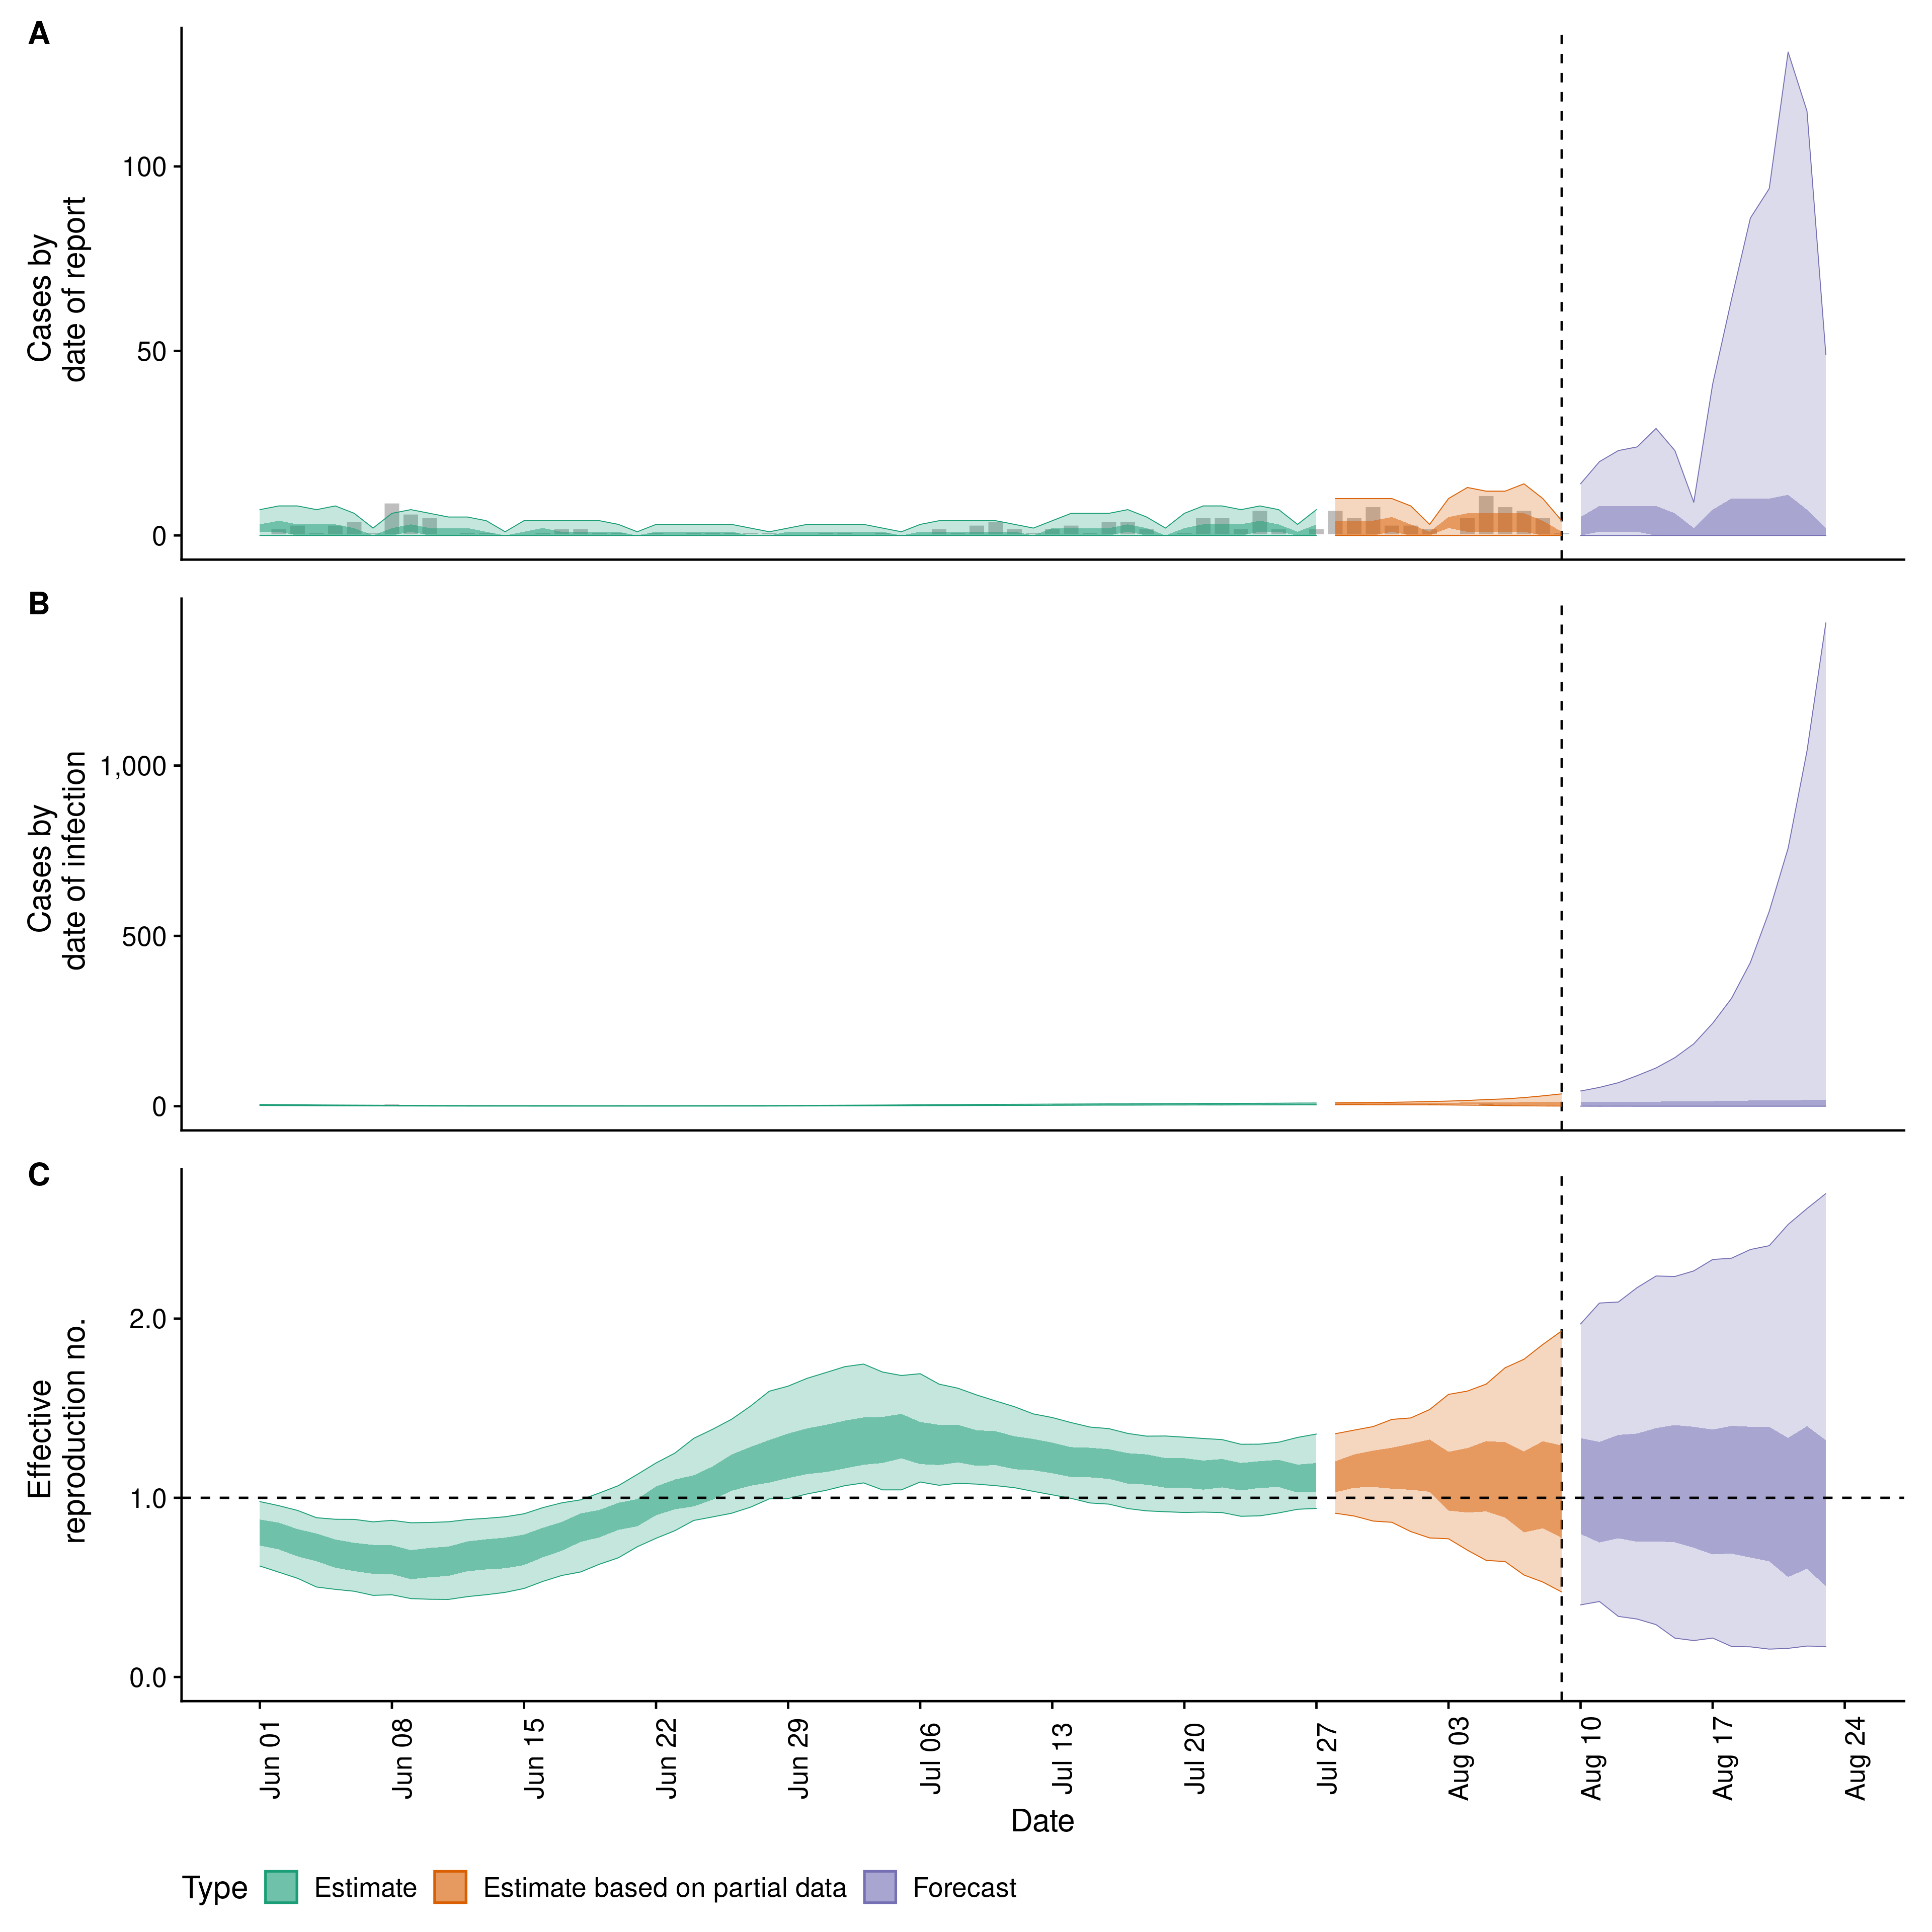 A
Cases by
date of report
100
50
0
B
Cases by
date of infection
1,000
500
0
C
Effective
reproduction no.
2.0
1.0
0.0
Jun 01
Jun 08
Jun 15
Jun 22
Jun 29
Jul 06
Jul 13
Jul 20
Jul 27
Aug 03
Aug 10
Aug 17
Aug 24
Date
Type Estimate Estimate based on partial data Forecast